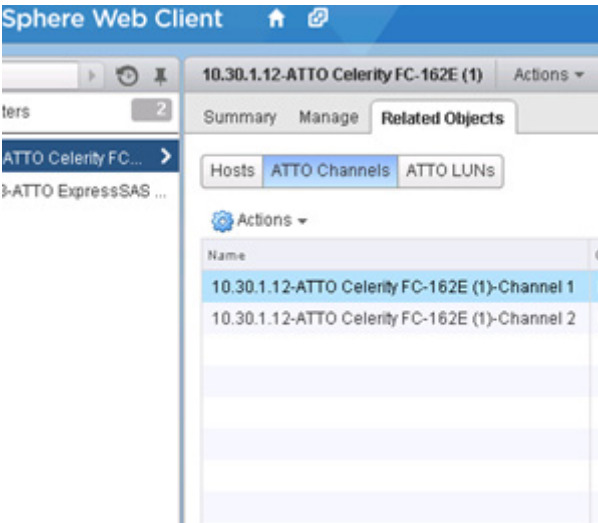 Sphere Web Client
10.30.1.12-ATTO Celerity FC-162E (1) Actions
ters 2
Summary Manage Related Objects
ATTO Celerity FC... >
Hosts ATTO Channels ATTO LUNs
3-ATTO ExpressSAS ...
Actions
Name
10.30.1.12-ATTO Celerity FC-162E (1)-Channel 1
10.30.1.12-ATTO Celerity FC-162E (1)-Channel 2